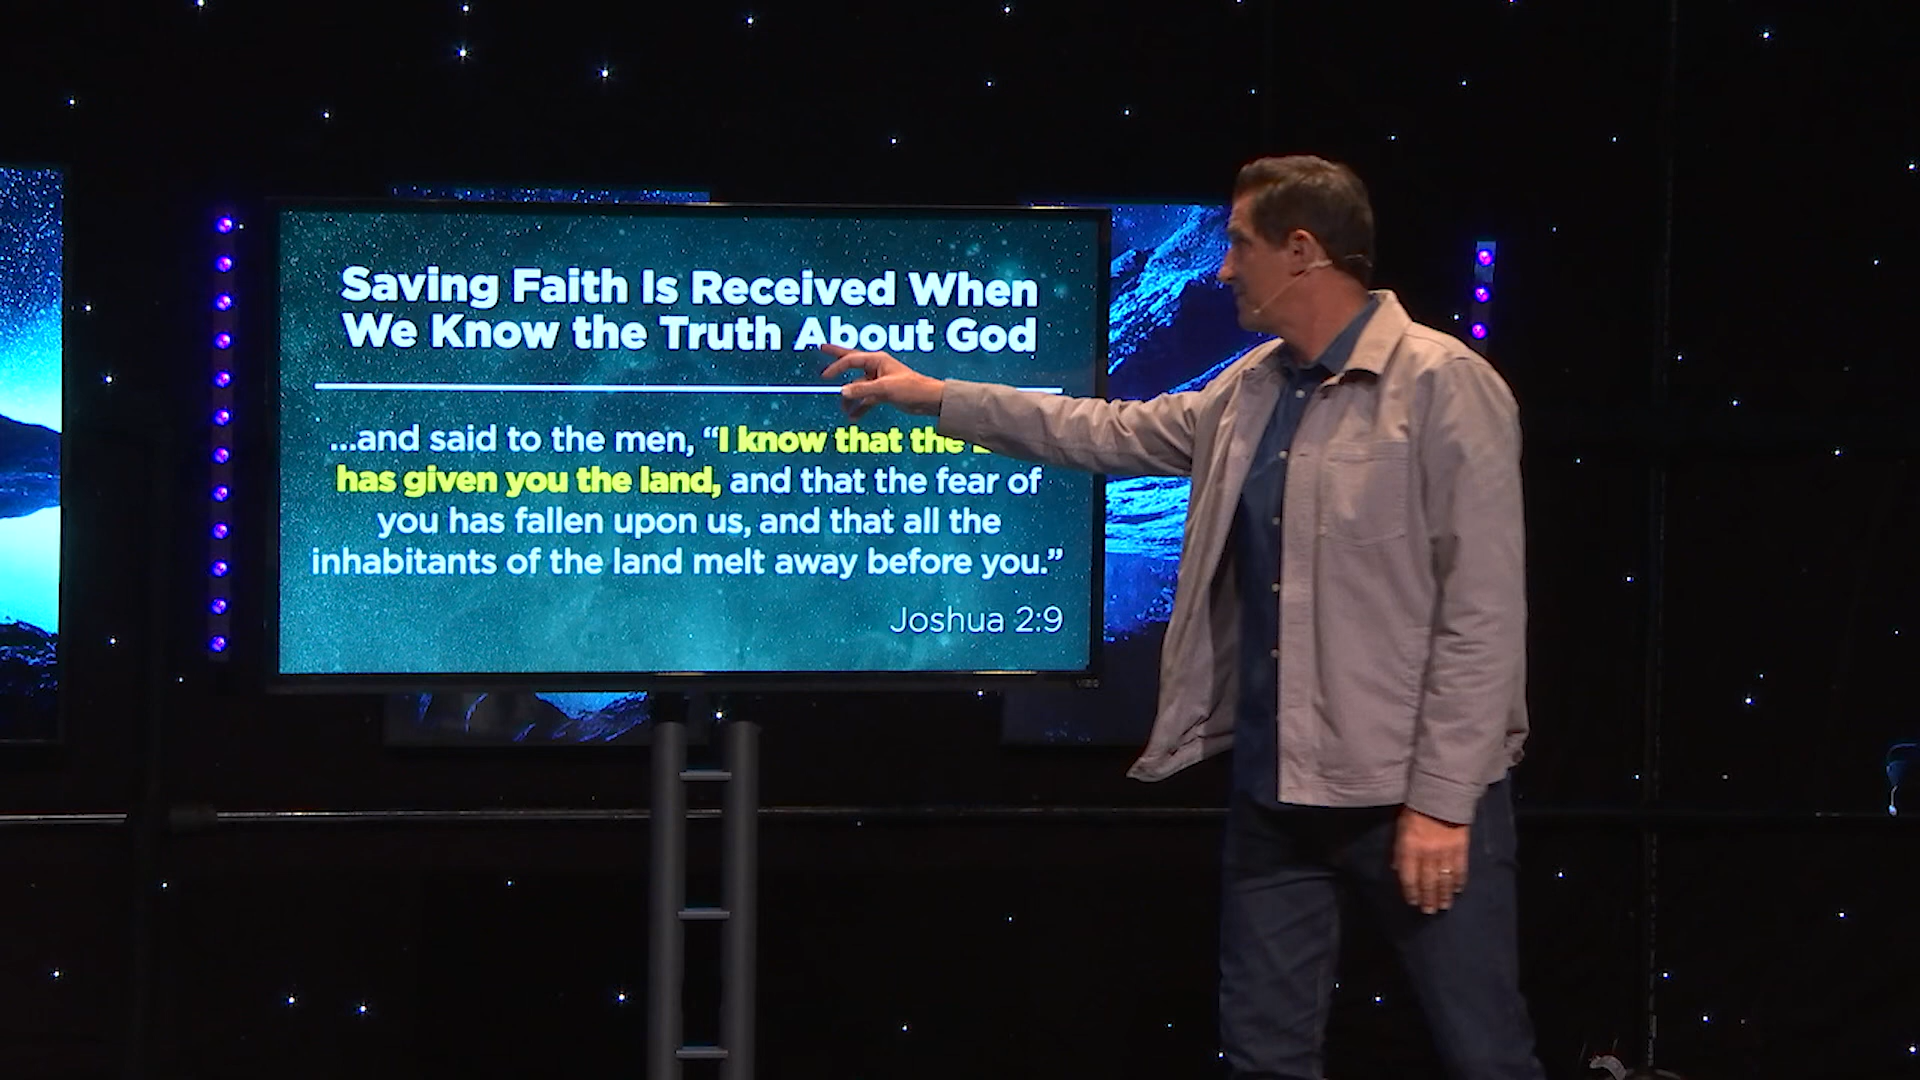 Saving Faith Is Received When
We Know the Truth About God
...and said to the men, “I know that the
has given you the land, and that the fear of
you has fallen upon us, and that all the
inhabitants of the land melt away before you.”
Joshua 2:9
VIZIO